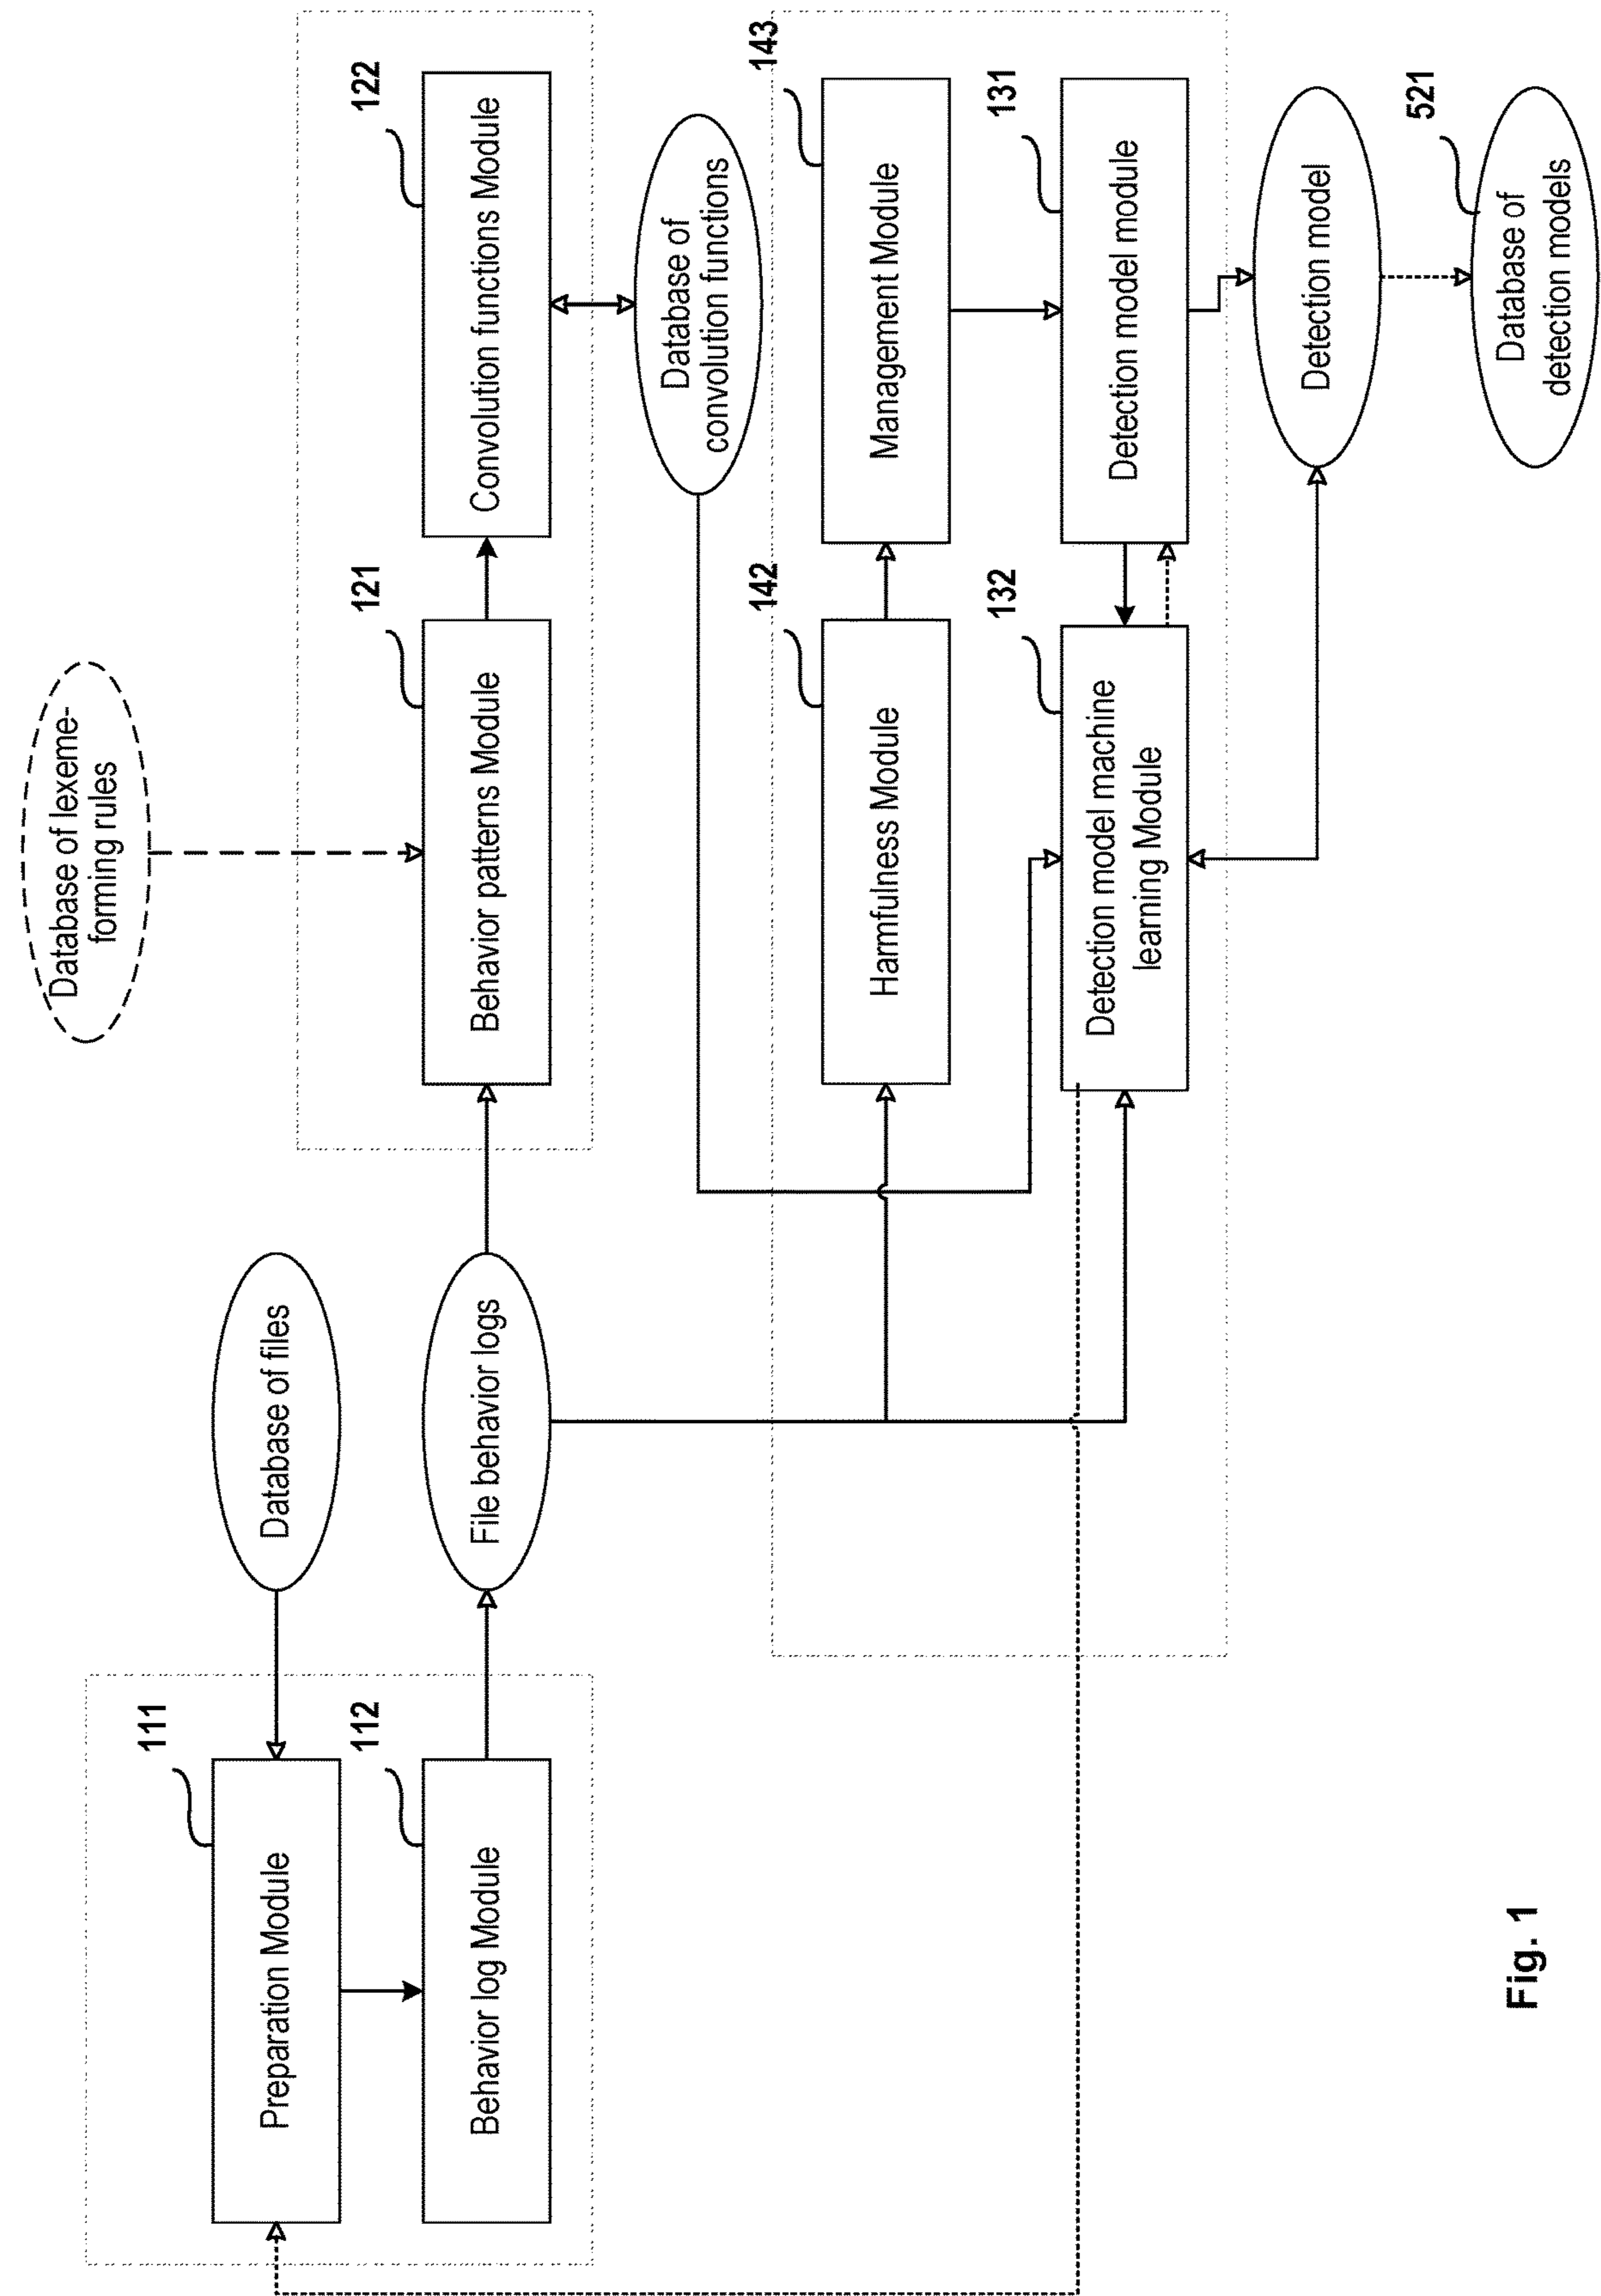 111
Preparation Module
112
Behavior log Module
Database of files
File behavior logs
Database of lexeme-
forming rules
121
Behavior patterns Module
122
Convolution functions Module
Database of
convolution functions
142
Harmfulness Module
143
Management Module
132
Detection model machine
learning Module
131
Detection model module
Detection model
521
Database of
detection models
Fig. 1